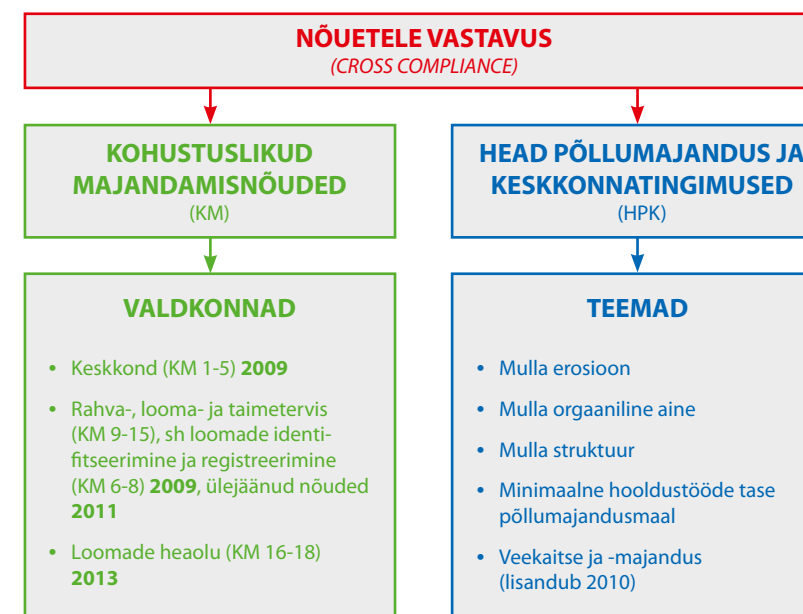 NÕUETELE VASTAVUS
(CROSS COMPLIANCE)
KOHUSTUSLIKUD
MAJANDAMISNÕUDED
(KM)
HEAD PÕLLUMAJANDUS JA
KESKKONNATINGIMUSED
(HPK)
VALDKONNAD
• Keskkond (KM 1-5) 2009
• Rahva-, looma- ja taimetervis
(KM 9-15), sh loomade identi-
fitseerimine ja registreerimine
(KM 6-8) 2009, ülejäänud nõuded
2011
• Loomade heaolu (KM 16-18)
2013
TEEMAD
• Mulla erosioon
• Mulla orgaaniline aine
• Mulla struktuur
• Minimaalne hooldustööde tase
põllumajandusmaal
• Veekaitse ja -majandus
(lisandub 2010)